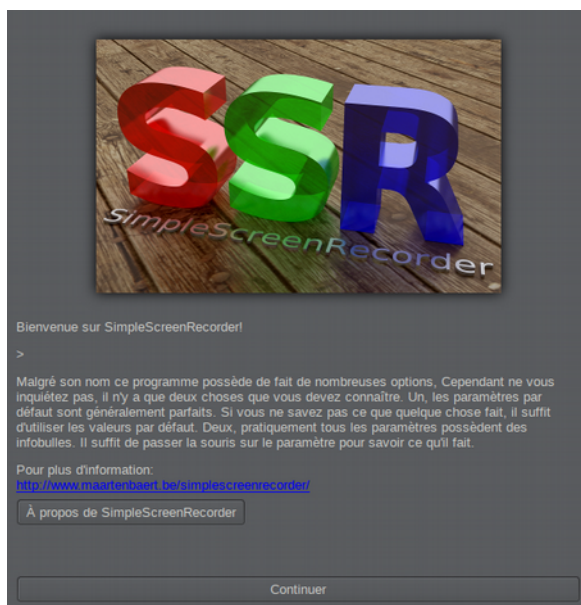 SSR
SimpleScreenRecorder
Bienvenue sur SimpleScreenRecorder!
>
Malgré son nom ce programme possède de fait de nombreuses options, Cependant ne vous
inquiétez pas, il n'y a que deux choses que vous devez connaître. Un, les paramètres par
défaut sont généralement parfaits. Si vous ne savez pas ce que quelque chose fait, il suffit
d'utiliser les valeurs par défaut. Deux, pratiquement tous les paramètres possèdent des
infobulles. Il suffit de passer la souris sur le paramètre pour savoir ce qu'il fait.
Pour plus d'information:
http://www.maartenbaert.be/simplescreenrecorder/
À propos de SimpleScreenRecorder
Continuer